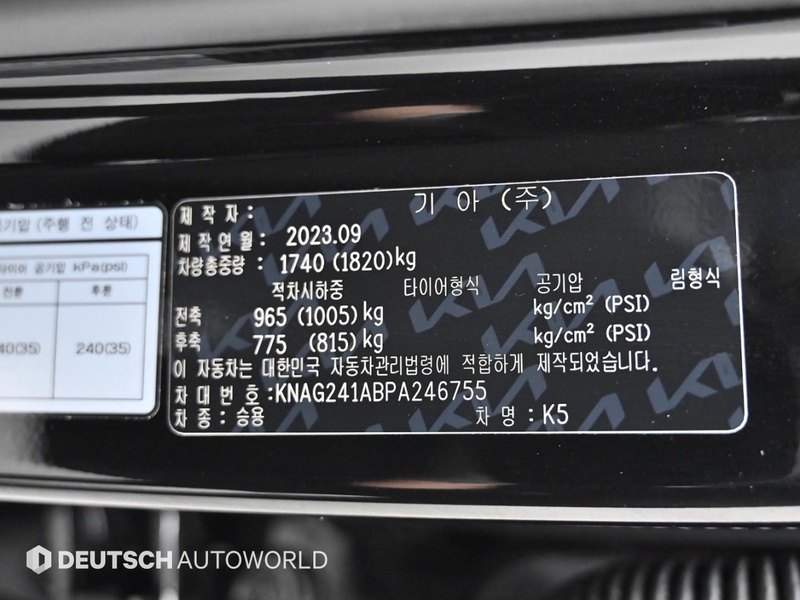 기압 (주행 전 상태)
타이어 공기압 kPa(psi)
전륜 후륜
40(35) 240(35)
제작자 : 기아 (주)
제작연월 : 2023.09
차량총중량 : 1740 (1820)kg
적차시하중 타이어형식 공기압 림형식
전축 965 (1005) kg kg/cm² (PSI)
후축 775 (815) kg kg/cm² (PSI)
이 자동차는 대한민국 자동차관리법령에 적합하게 제작되었습니다.
차대번호 :KNAG241ABPA246755
차종 : 승용 차명 : K5
DEUTSCH AUTOWORLD